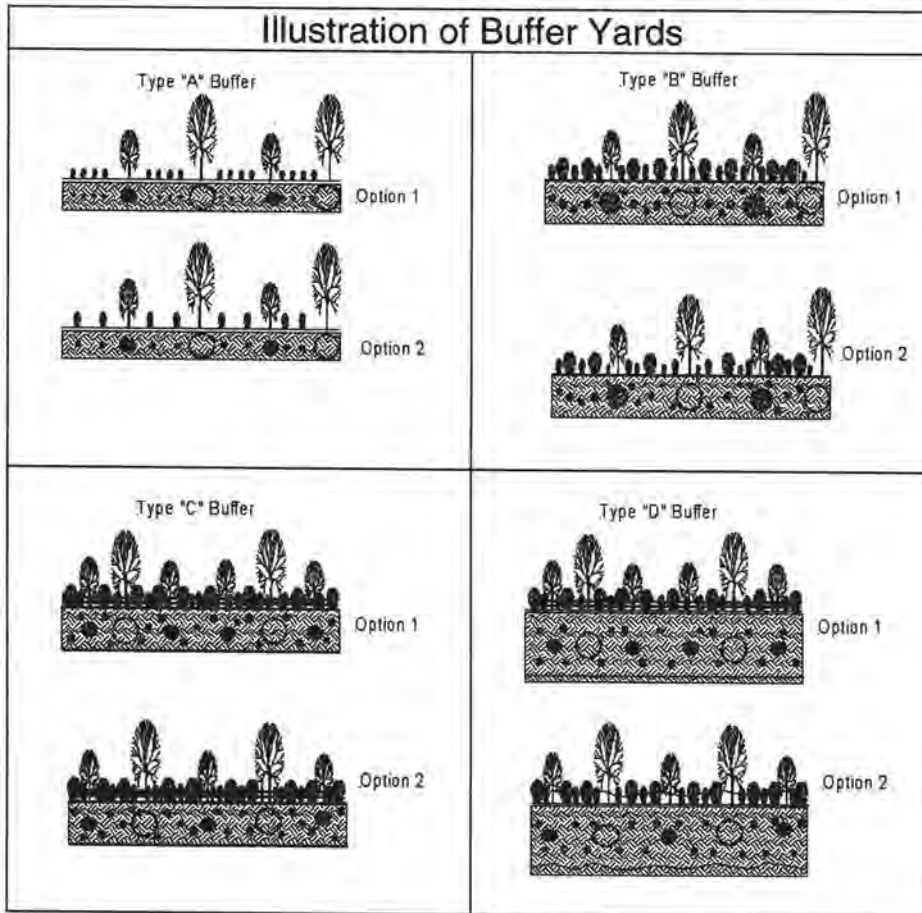 Illustration of Buffer Yards
Type "A" Buffer
Option 1
Option 2
Type "B" Buffer
Option 1
Option 2
Type "C" Buffer
Option 1
Option 2
Type "D" Buffer
Option 1
Option 2